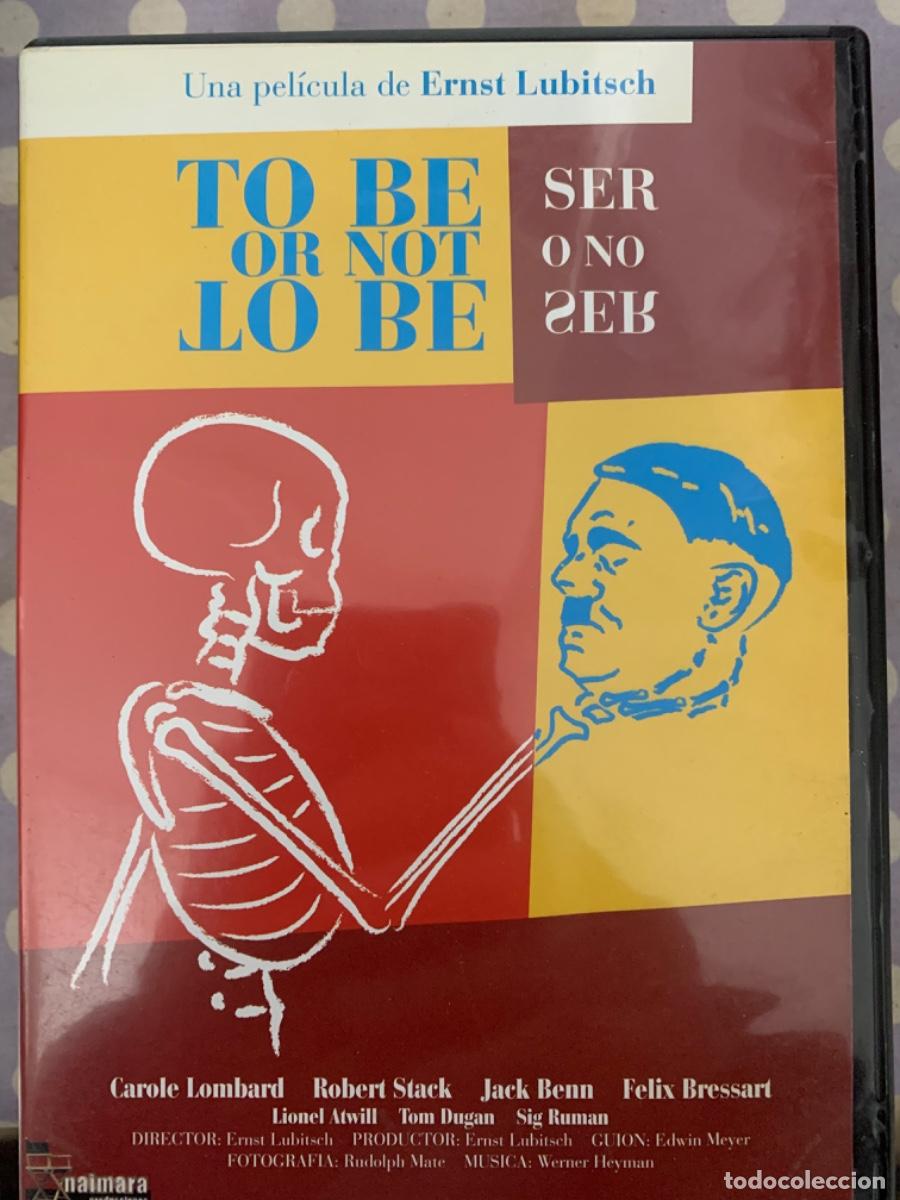 Una película de Ernst Lubitsch
TO BE
OR NOT
TO BE
SER
O NO
SER
Carole Lombard Robert Stack Jack Benn Felix Bressart
Lionel Atwill Tom Dugan Sig Ruman
DIRECTOR: Ernst Lubitsch PRODUCTOR: Ernst Lubitsch GUION: Edwin Meyer
FOTOGRAFIA: Rudolph Mate MUSICA: Werner Heyman
naimara
todocoleccion